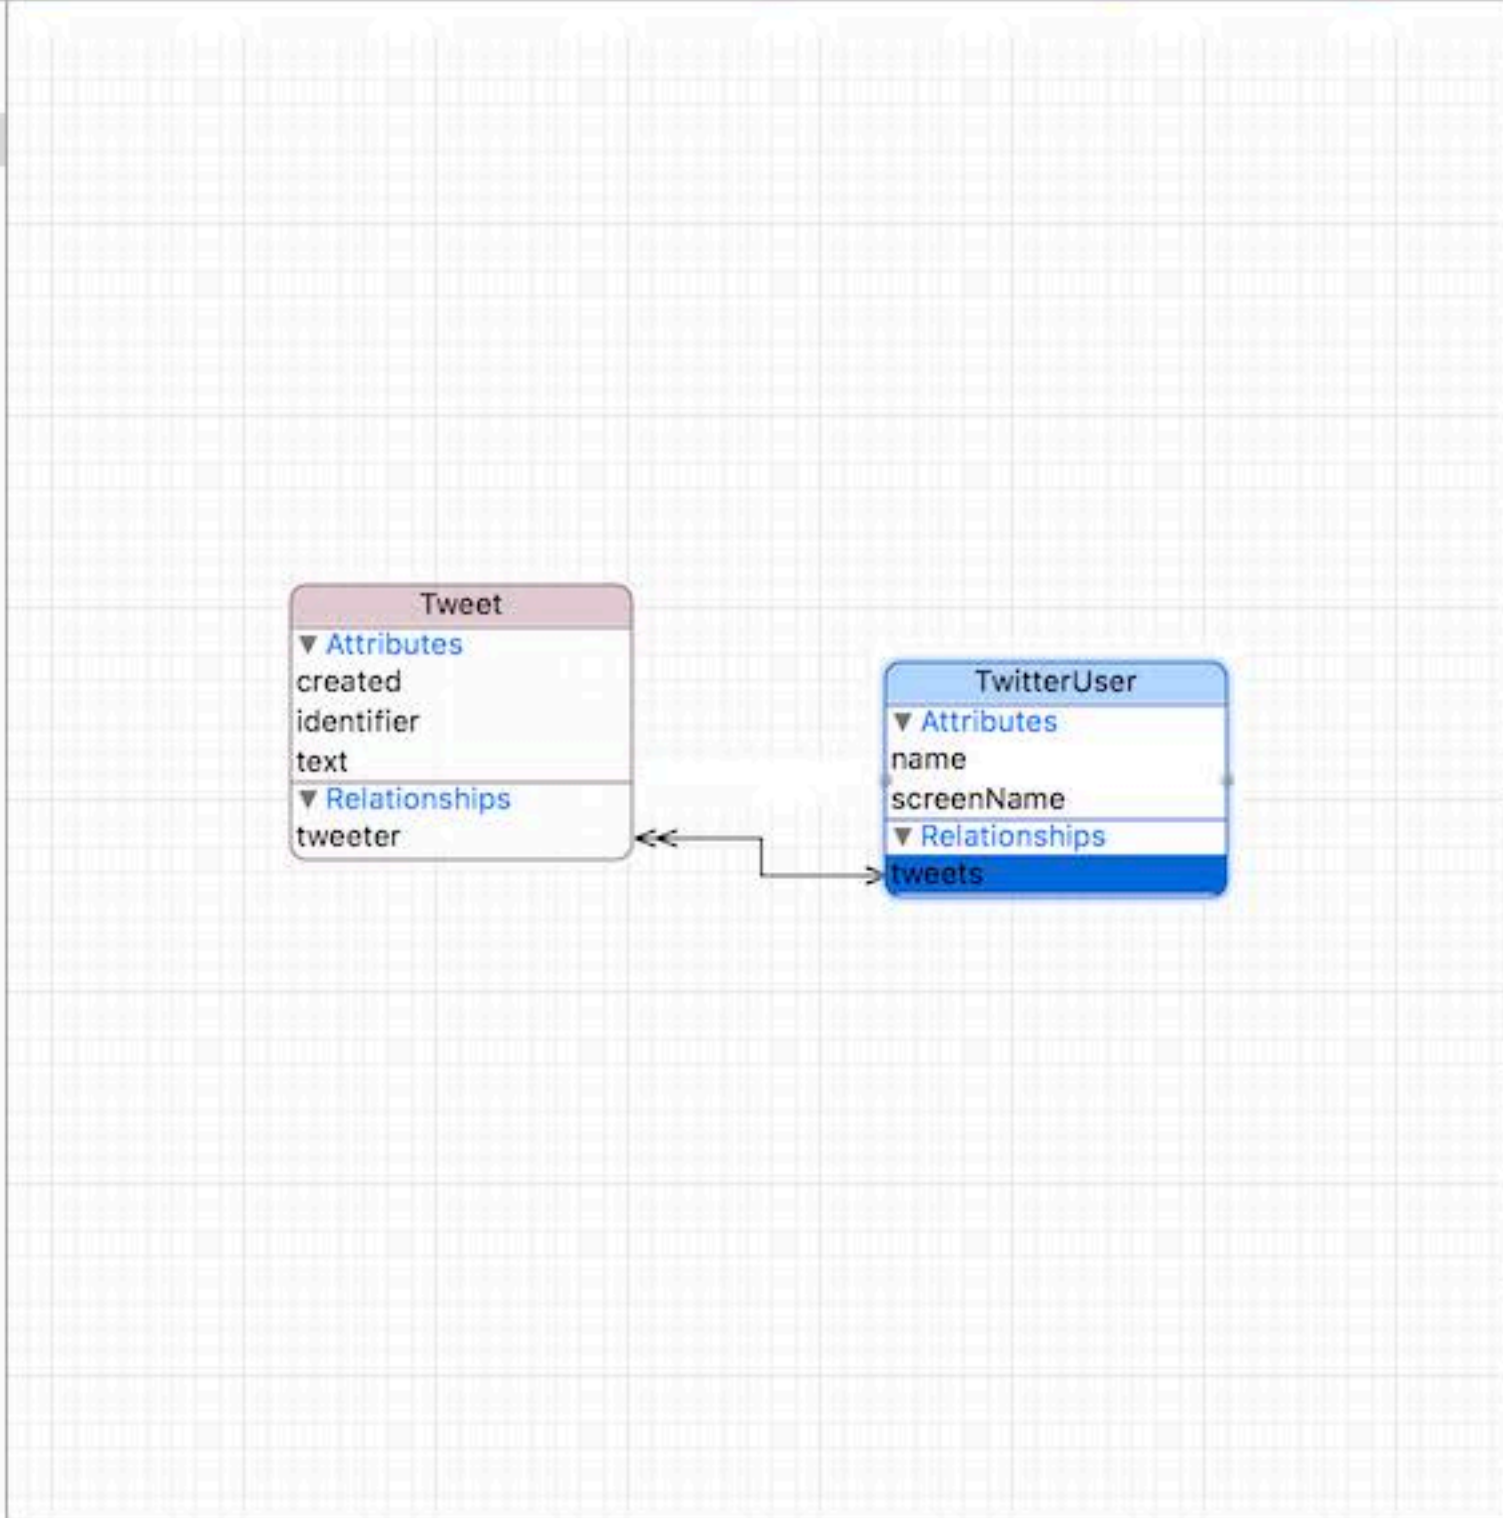 Tweet
Attributes
created
identifier
text
Relationships
tweeter
TwitterUser
Attributes
name
screenName
Relationships
tweets